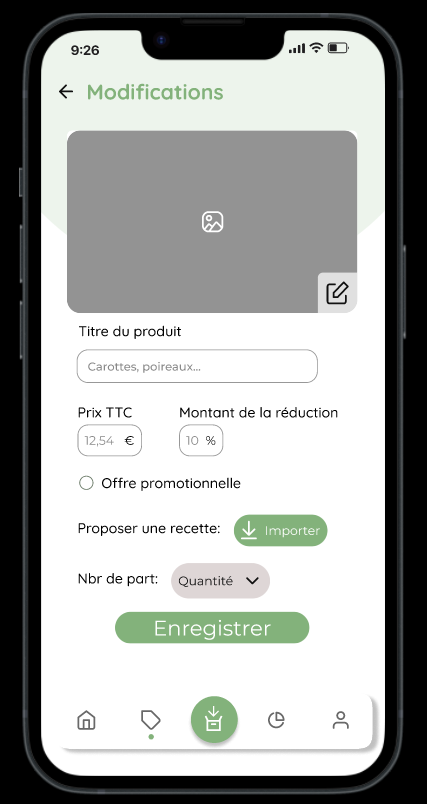 9:26
Modifications
Titre du produit
Carottes, poireaux...
Prix TTC Montant de la réduction
12,54 € 10 %
Offre promotionnelle
Proposer une recette: Importer
Nbr de part: Quantité
Enregistrer